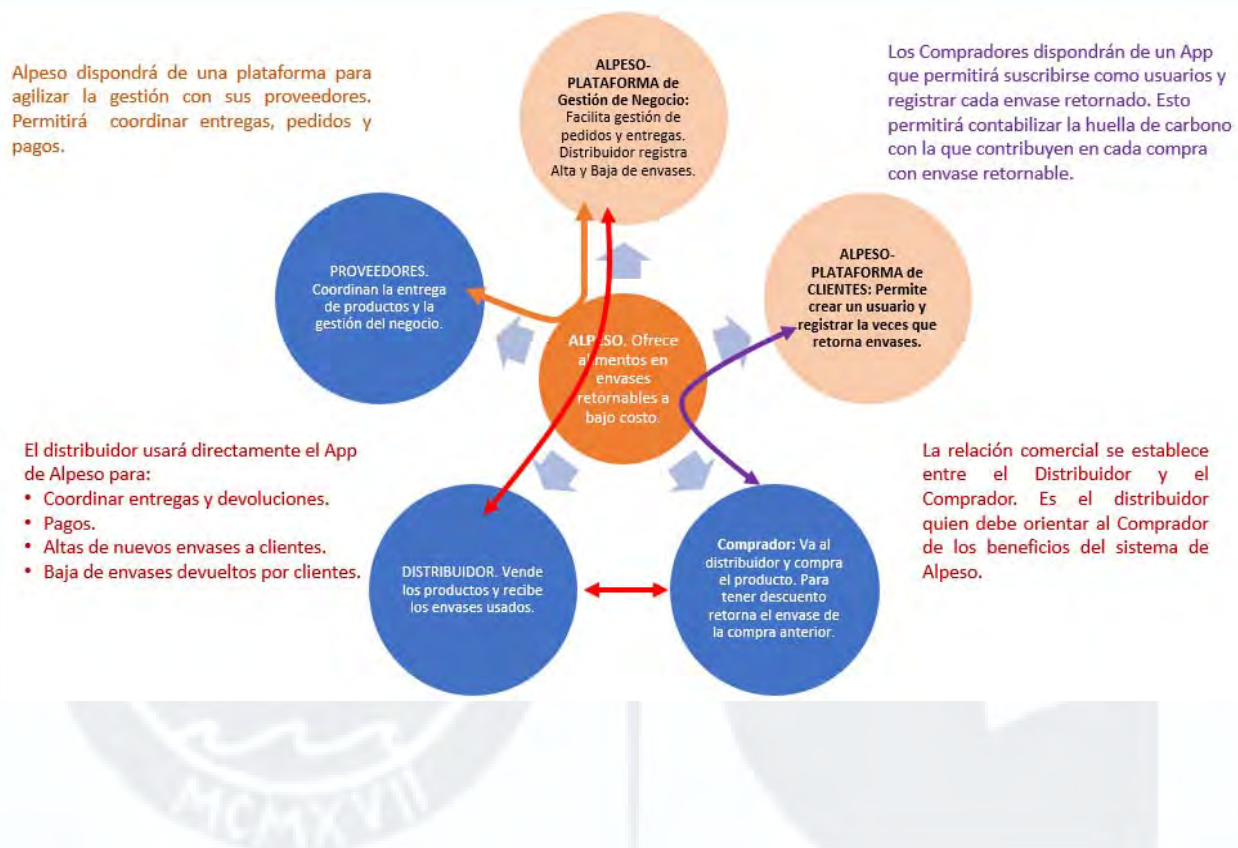 Alpeso dispondrá de una plataforma para
agilizar la gestión con sus proveedores.
Permitirá coordinar entregas, pedidos y
pagos.
ALPESO-
PLATAFORMA de
Gestión de Negocio:
Facilita gestión de
pedidos y entregas.
Distribuidor registra
Alta y Baja de envases.
Los Compradores dispondrán de un App
que permitirá suscribirse como usuarios y
registrar cada envase retornado. Esto
permitirá contabilizar la huella de carbono
con la que contribuyen en cada compra
con envase retornable.
PROVEEDORES.
Coordinan la entrega
de productos y la
gestión del negocio.
ALPESO-
PLATAFORMA de
CLIENTES: Permite
crear un usuario y
registrar la veces que
retorna envases.
ALPESO. Ofrece
alimentos en
envases
retornables a
bajo costo.
El distribuidor usará directamente el App
de Alpeso para:
• Coordinar entregas y devoluciones.
• Pagos.
• Altas de nuevos envases a clientes.
• Baja de envases devueltos por clientes.
DISTRIBUIDOR. Vende
los productos y recibe
los envases usados.
Comprador: Va al
distribuidor y compra
el producto. Para
tener descuento
retorna el envase de
la compra anterior.
La relación comercial se establece
entre el Distribuidor y el
Comprador. Es el distribuidor
quien debe orientar al Comprador
de los beneficios del sistema de
Alpeso.
MCMXVII